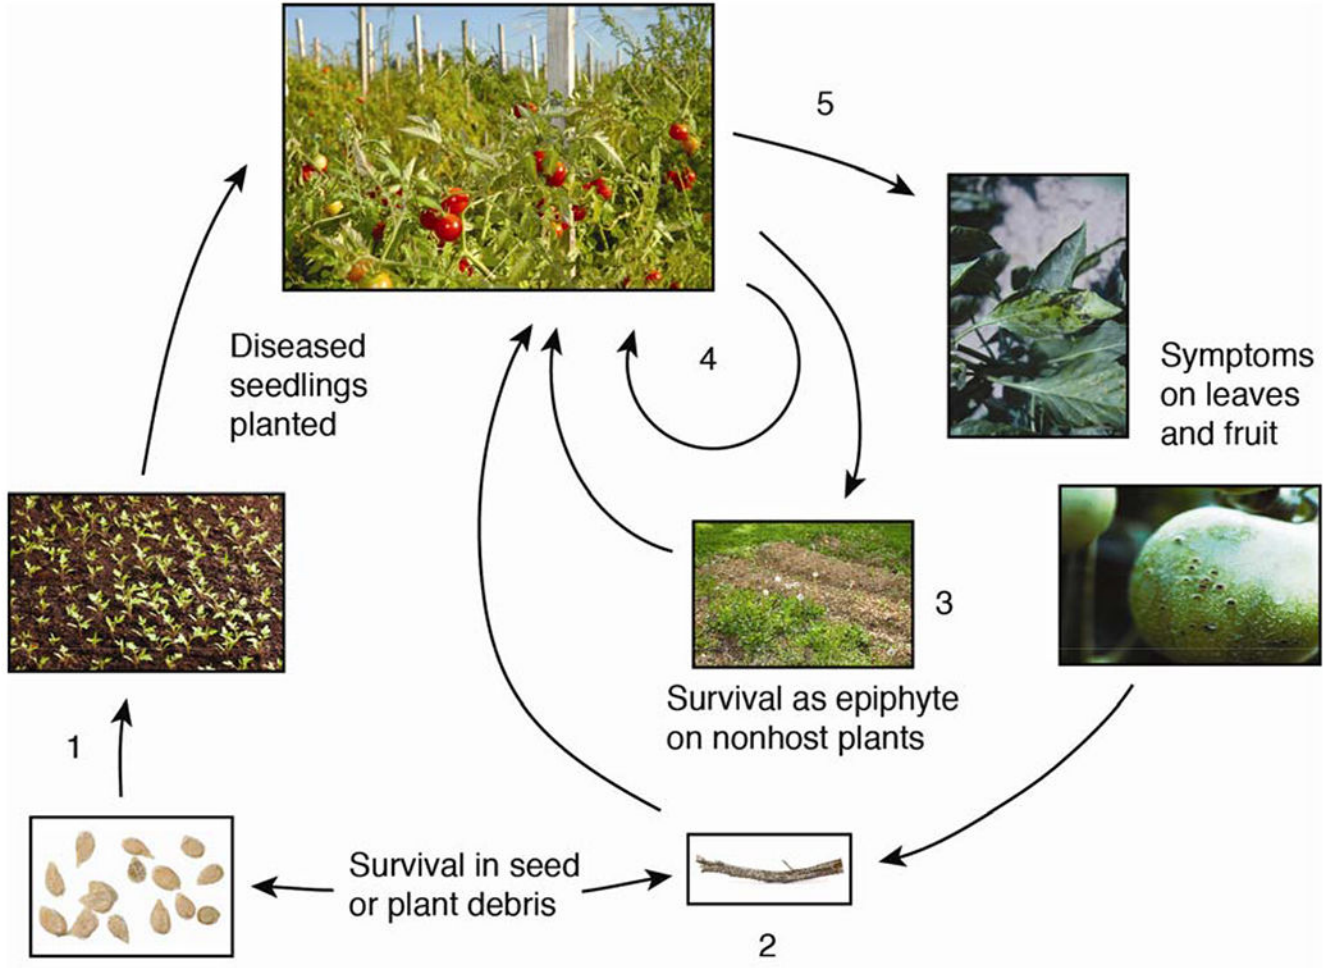 5
Diseased
seedlings
planted
4
Symptoms
on leaves
and fruit
3
Survival as epiphyte
on nonhost plants
1
Survival in seed
or plant debris
2